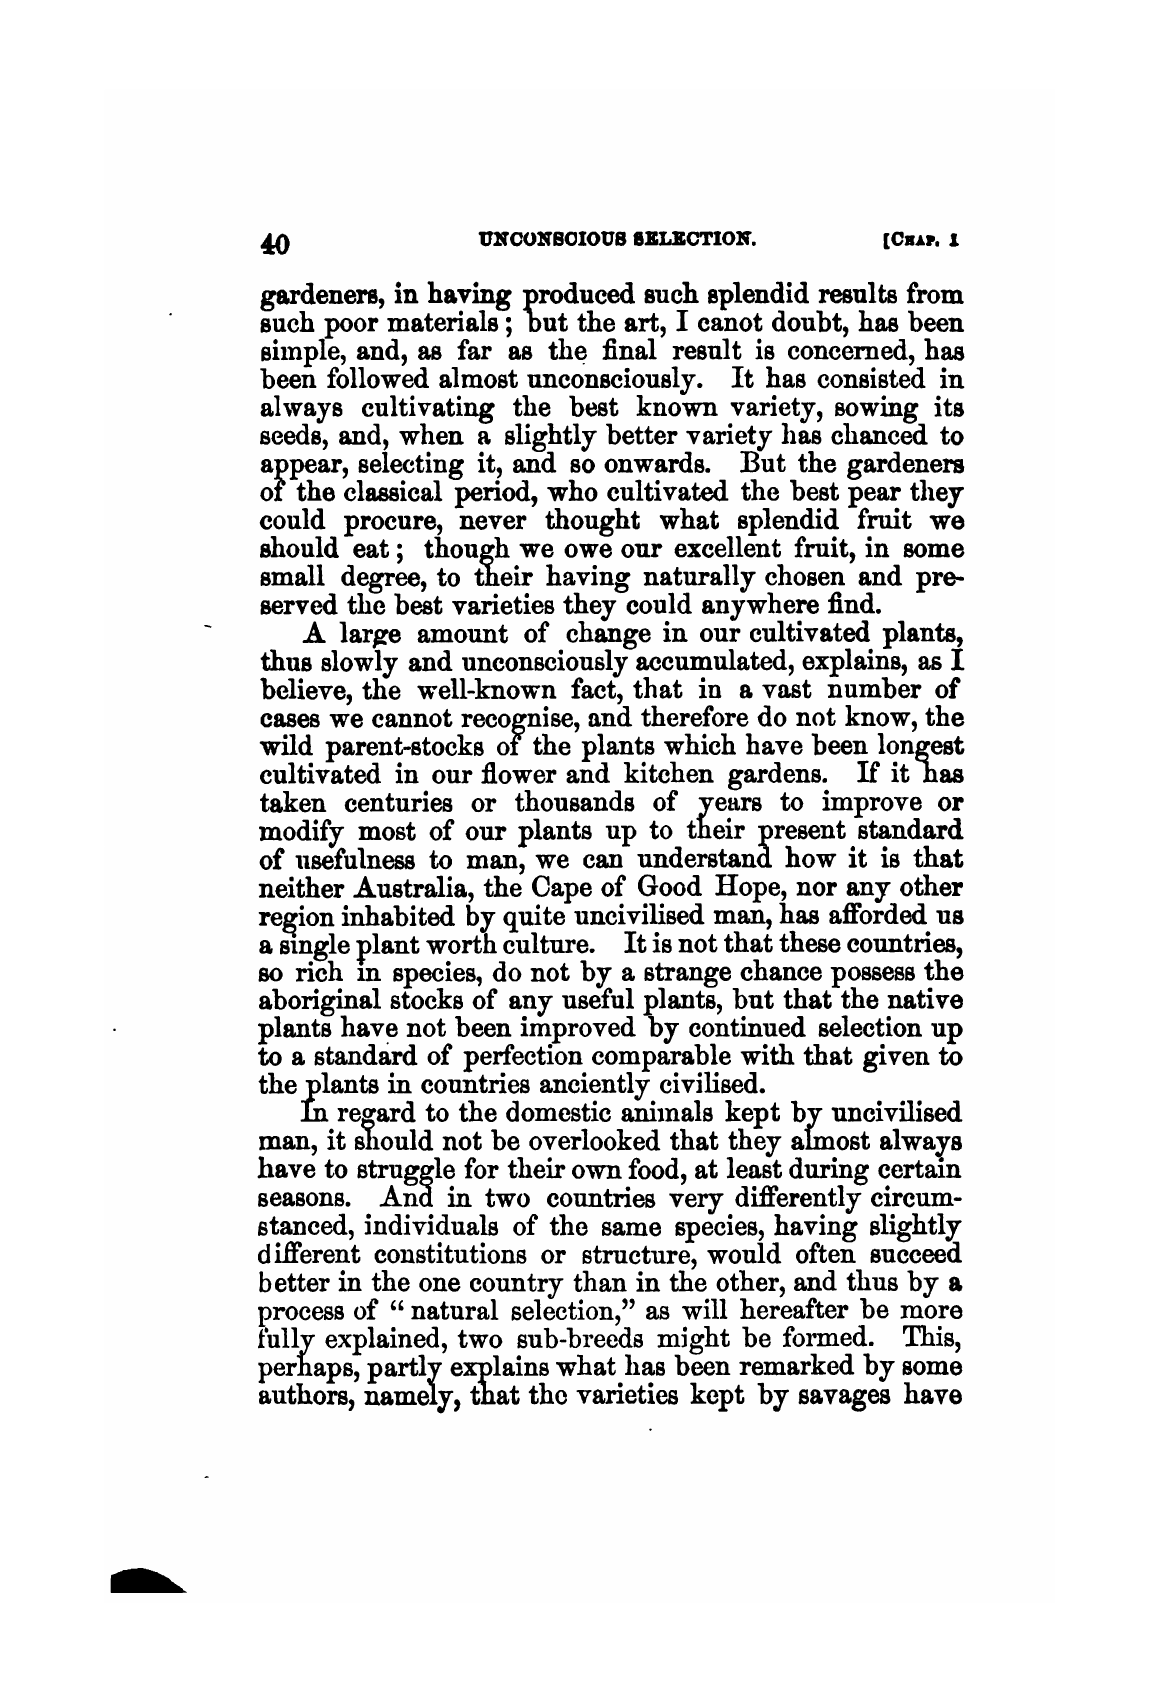 40 UNCONSCIOUS SELECTION. [CHAP. 1
gardeners, in having produced such splendid results from
such poor materials ; but the art, I canot doubt, has been
simple, and, as far as the final result is concerned, has
been followed almost unconsciously. It has consisted in
always cultivating the best known variety, sowing its
seeds, and, when a slightly better variety has chanced to
appear, selecting it, and so onwards. But the gardeners
of the classical period, who cultivated the best pear they
could procure, never thought what splendid fruit we
should eat ; though we owe our excellent fruit, in some
small degree, to their having naturally chosen and pre-
served the best varieties they could anywhere find.
A large amount of change in our cultivated plants,
thus slowly and unconsciously accumulated, explains, as I
believe, the well-known fact, that in a vast number of
cases we cannot recognise, and therefore do not know, the
wild parent-stocks of the plants which have been longest
cultivated in our flower and kitchen gardens. If it has
taken centuries or thousands of years to improve or
modify most of our plants up to their present standard
of usefulness to man, we can understand how it is that
neither Australia, the Cape of Good Hope, nor any other
region inhabited by quite uncivilised man, has afforded us
a single plant worth culture. It is not that these countries,
so rich in species, do not by a strange chance possess the
aboriginal stocks of any useful plants, but that the native
plants have not been improved by continued selection up
to a standard of perfection comparable with that given to
the plants in countries anciently civilised.
In regard to the domestic animals kept by uncivilised
man, it should not be overlooked that they almost always
have to struggle for their own food, at least during certain
seasons. And in two countries very differently circum-
stanced, individuals of the same species, having slightly
different constitutions or structure, would often succeed
better in the one country than in the other, and thus by a
process of “ natural selection,” as will hereafter be more
fully explained, two sub-breeds might be formed. This,
perhaps, partly explains what has been remarked by some
authors, namely, that the varieties kept by savages have